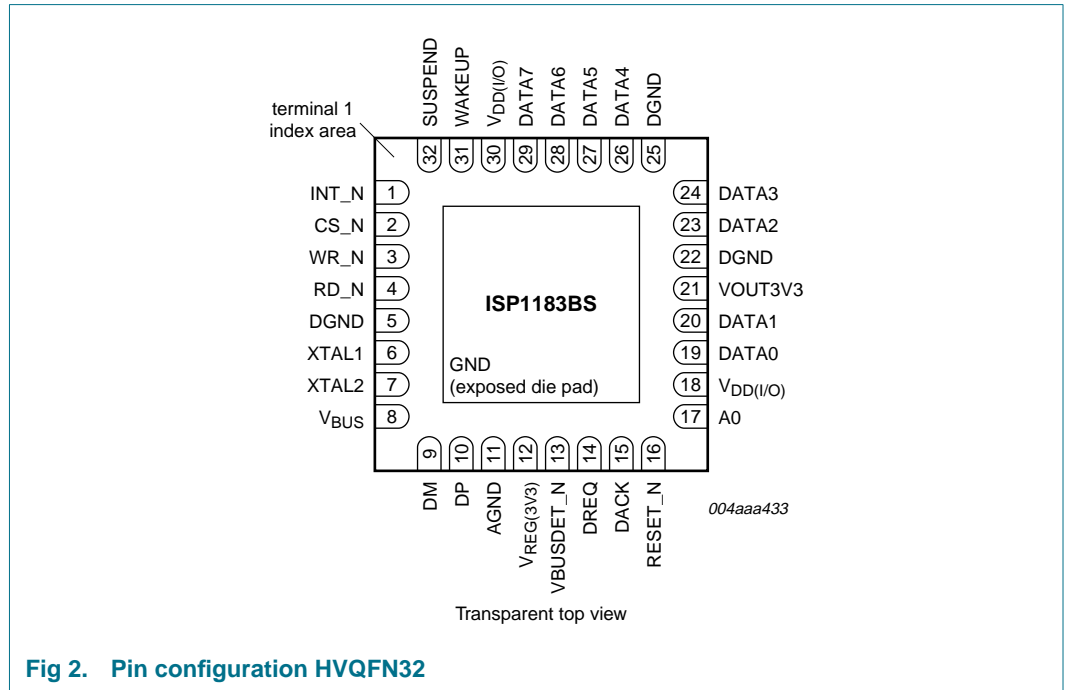 SUSPEND
WAKEUP
VDD(I/O)
DATA7
DATA6
DATA5
DATA4
DGND
terminal 1
index area
32
31
30
29
28
27
26
25
INT_N 1
CS_N 2
WR_N 3
RD_N 4
DGND 5
XTAL1 6
XTAL2 7
VBUS 8
24 DATA3
23 DATA2
22 DGND
21 VOUT3V3
20 DATA1
19 DATA0
18 VDD(I/O)
17 A0
ISP1183BS
GND
(exposed die pad)
9
10
11
12
13
14
15
16
DM
DP
AGND
VREG(3V3)
VBUSDET_N
DREQ
DACK
RESET_N
004aaa433
Transparent top view
Fig 2. Pin configuration HVQFN32